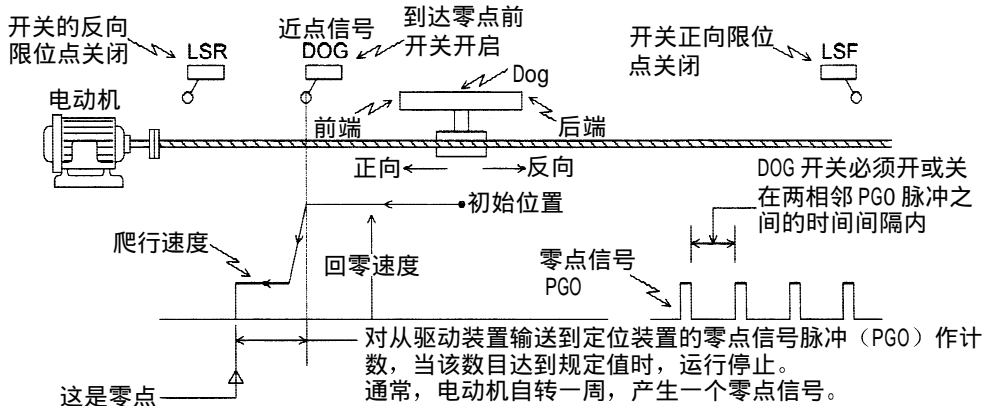 开关的反向
限位点关闭
LSR
近点信号
DOG
到达零点前
开关开启
开关正向限位
点关闭
LSF
电动机
Dog
前端
后端
正向
反向
DOG 开关必须开或关
在两相邻 PGO 脉冲之
间的时间间隔内
初始位置
爬行速度
回零速度
零点信号
PGO
对从驱动装置输送到定位装置的零点信号脉冲（PGO）作计
数，当该数目达到规定值时，运行停止。
通常，电动机自转一周，产生一个零点信号。
这是零点